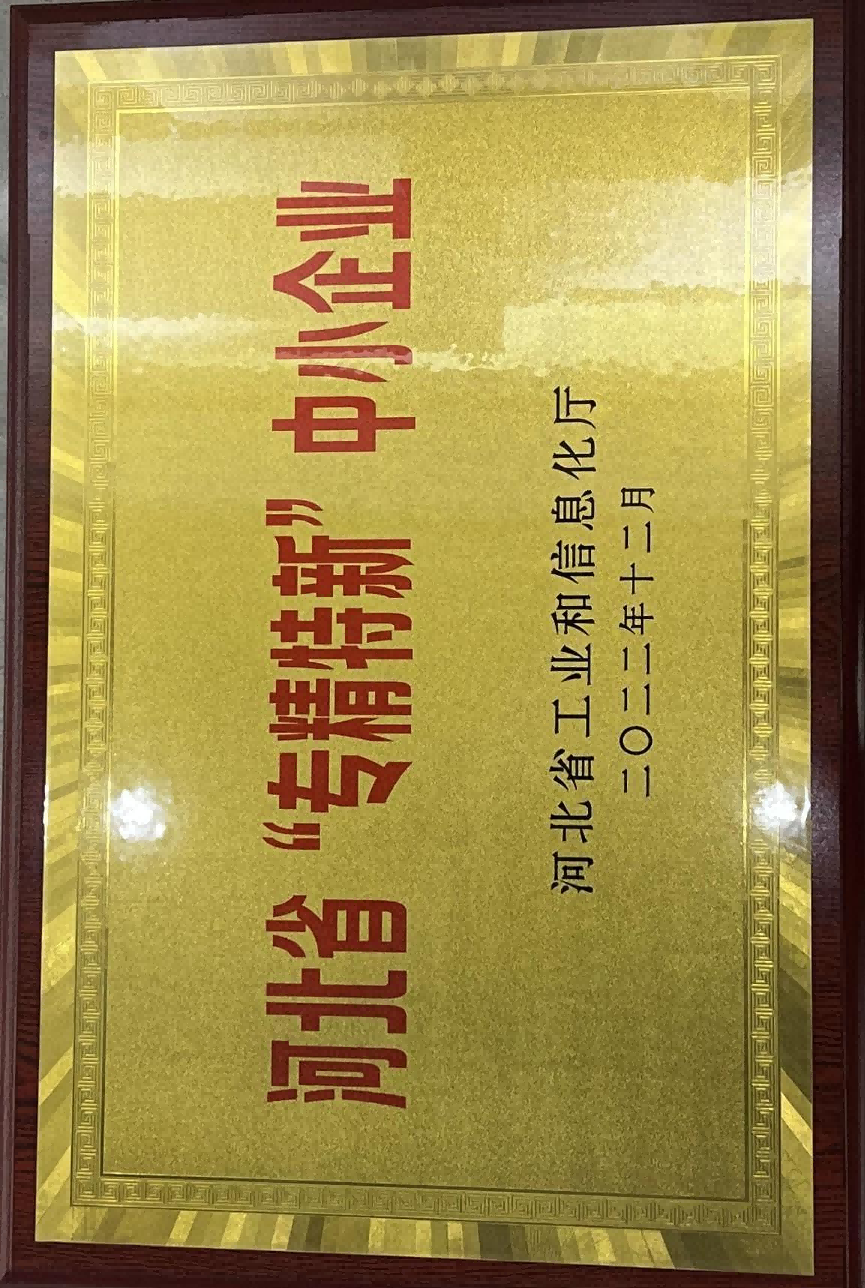 河北省“专精特新”中小企业
河北省工业和信息化厅
二〇二二年十二月